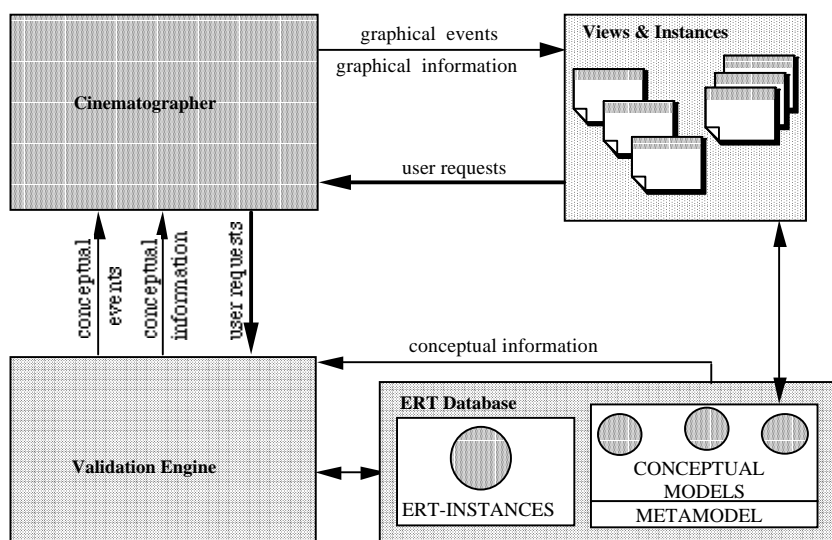 graphical events
graphical information
Views & Instances
Cinematographer
user requests
conceptual
events
conceptual
information
user requests
conceptual information
ERT Database
Validation Engine
ERT-INSTANCES
CONCEPTUAL
MODELS
METAMODEL